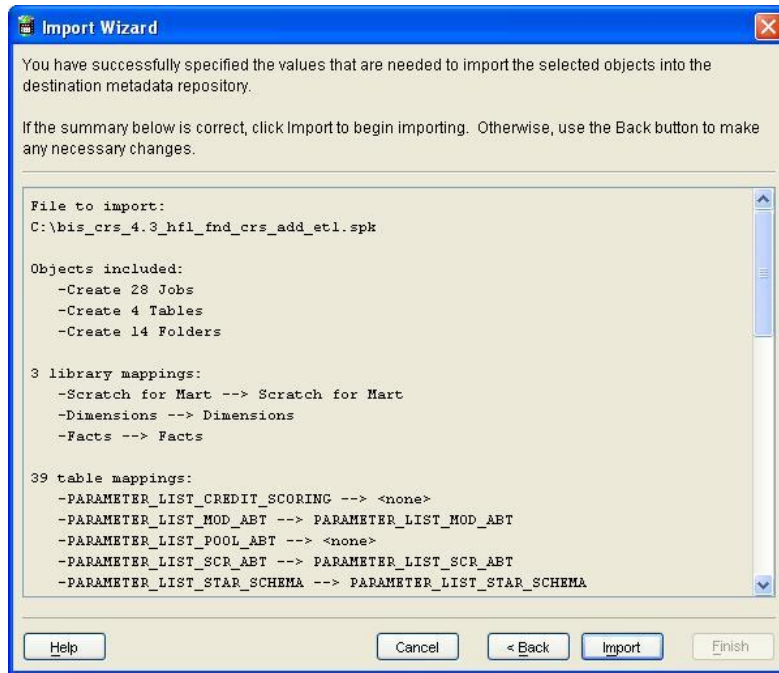 Import Wizard
You have successfully specified the values that are needed to import the selected objects into the
destination metadata repository.
If the summary below is correct, click Import to begin importing.  Otherwise, use the Back button to make
any necessary changes.
File to import:
C:\bis_crs_4.3_hfl_fnd_crs_add_etl.spk
Objects included:
-Create 28 Jobs
-Create 4 Tables
-Create 14 Folders
3 library mappings:
-Scratch for Mart --> Scratch for Mart
-Dimensions --> Dimensions
-Facts --> Facts
39 table mappings:
-PARAMETER_LIST_CREDIT_SCORING --> <none>
-PARAMETER_LIST_MOD_ABT --> PARAMETER_LIST_MOD_ABT
-PARAMETER_LIST_POOL_ABT --> <none>
-PARAMETER_LIST_SCR_ABT --> PARAMETER_LIST_SCR_ABT
-PARAMETER_LIST_STAR_SCHEMA --> PARAMETER_LIST_STAR_SCHEMA
Help
Cancel
< Back
Import
Finish